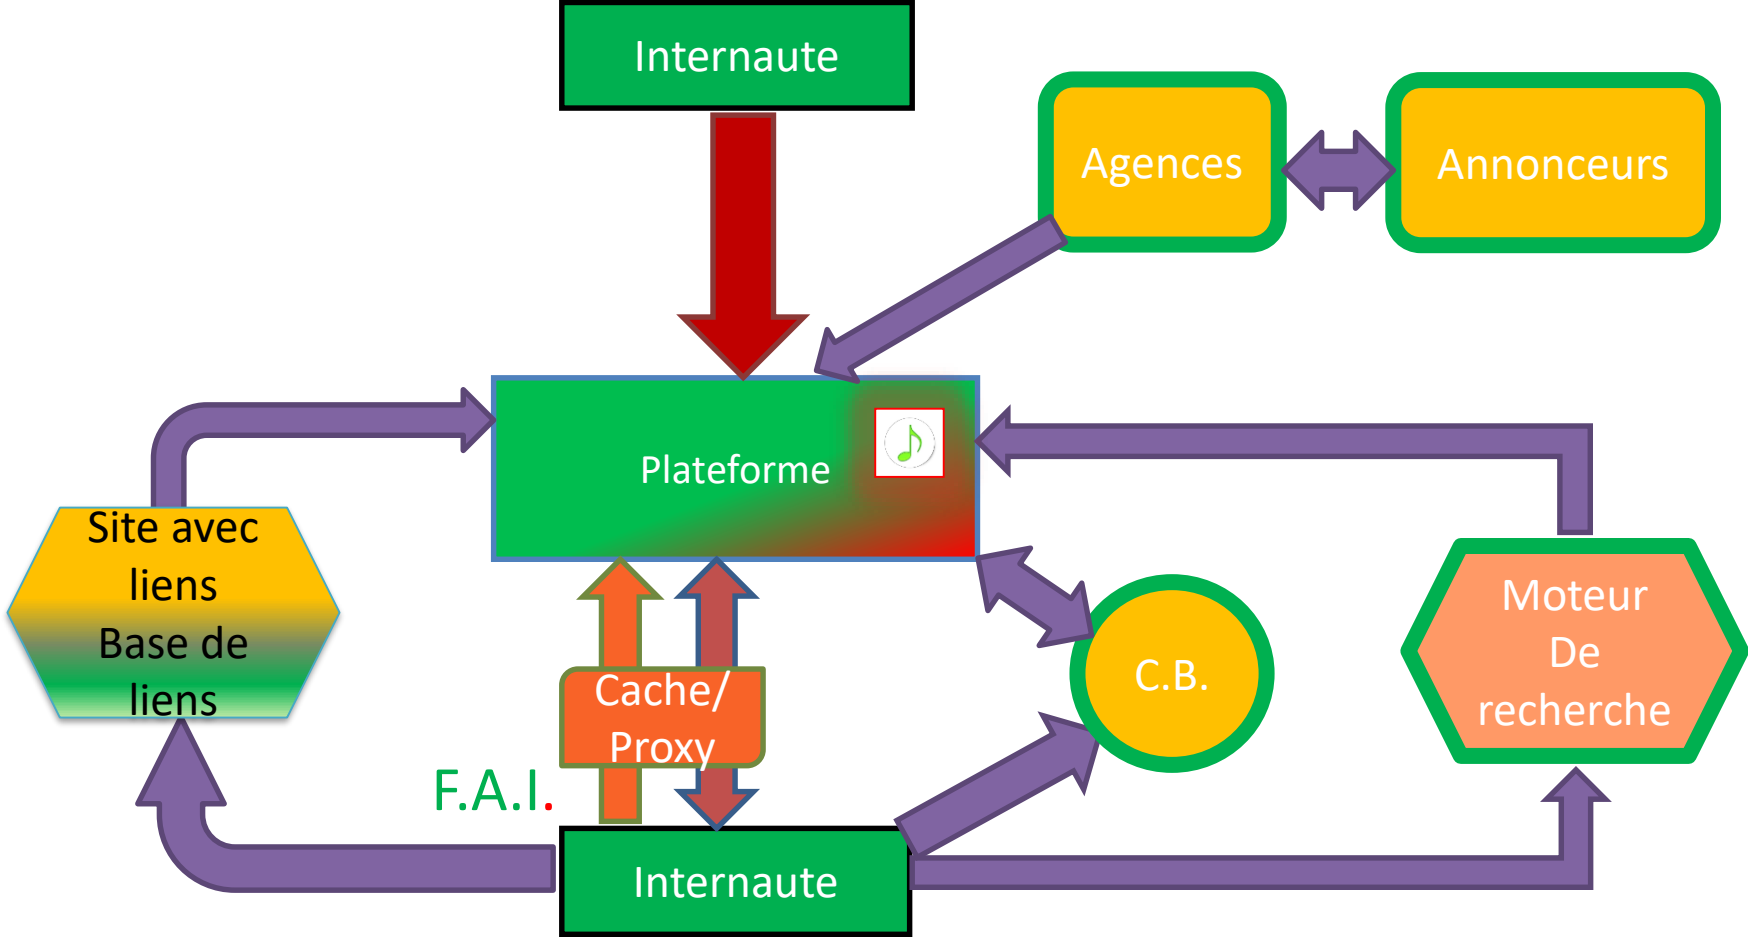 Internaute
Agences
Annonceurs
Plateforme
Site avec
liens
Base de
liens
Cache/
Proxy
C.B.
Moteur
De
recherche
F.A.I.
Internaute